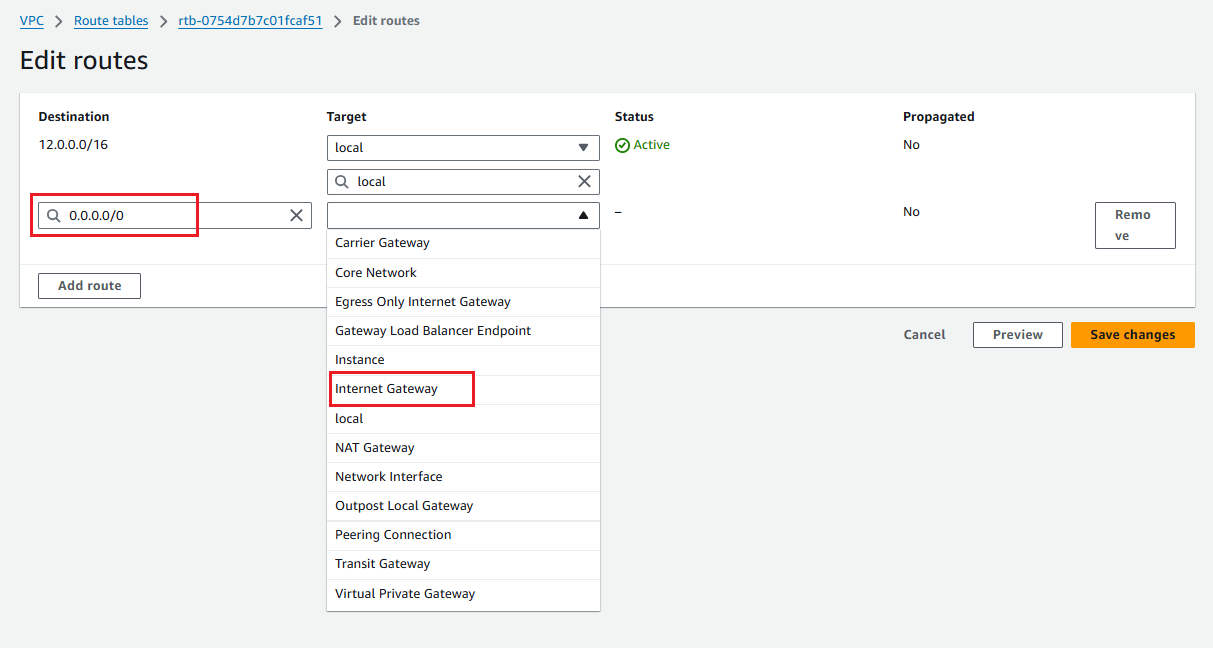 VPC > Route tables > rtb-0754d7b7c01fcaf51 > Edit routes
Edit routes
Destination Target Status Propagated
12.0.0.0/16 local Active No
local
0.0.0.0/0 – No Remo
ve
Carrier Gateway
Core Network
Add route
Egress Only Internet Gateway
Gateway Load Balancer Endpoint
Cancel Preview Save changes
Instance
Internet Gateway
local
NAT Gateway
Network Interface
Outpost Local Gateway
Peering Connection
Transit Gateway
Virtual Private Gateway